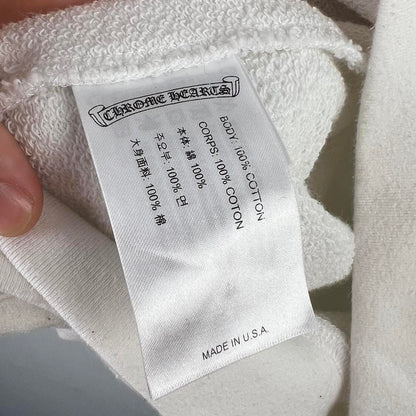 CHROME HEARTS
BODY: 100% COTTON
CORPS: 100% COTON
本体: 綿 100%
주요부: 100% 면
大身面料: 100% 棉
MADE IN U.S.A.